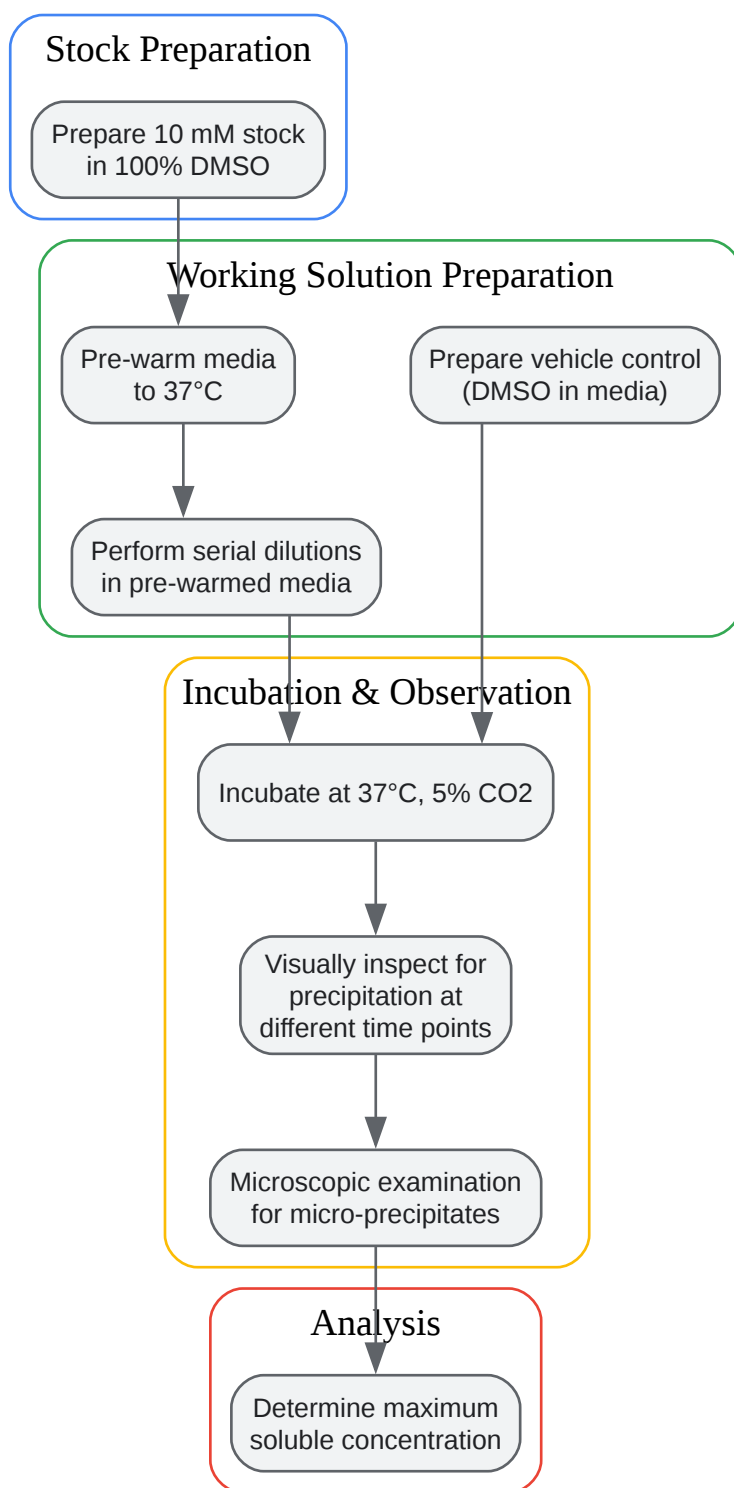 Stock Preparation
Prepare 10 mM stock
in 100% DMSO
Working Solution Preparation
Pre-warm media
to 37°C
Prepare vehicle control
(DMSO in media)
Perform serial dilutions
in pre-warmed media
Incubation & Observation
Incubate at 37°C, 5% CO2
Visually inspect for
precipitation at
different time points
Microscopic examination
for micro-precipitates
Analysis
Determine maximum
soluble concentration